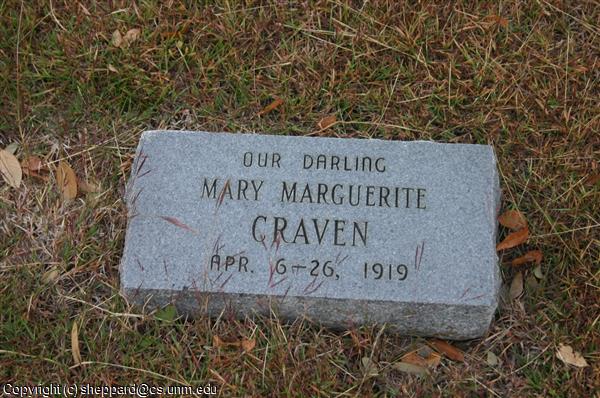 OUR DARLING
MARY MARGUERITE
CRAVEN
APR. 6-26, 1919
Copyright (c) sheppard@cs.unm.edu